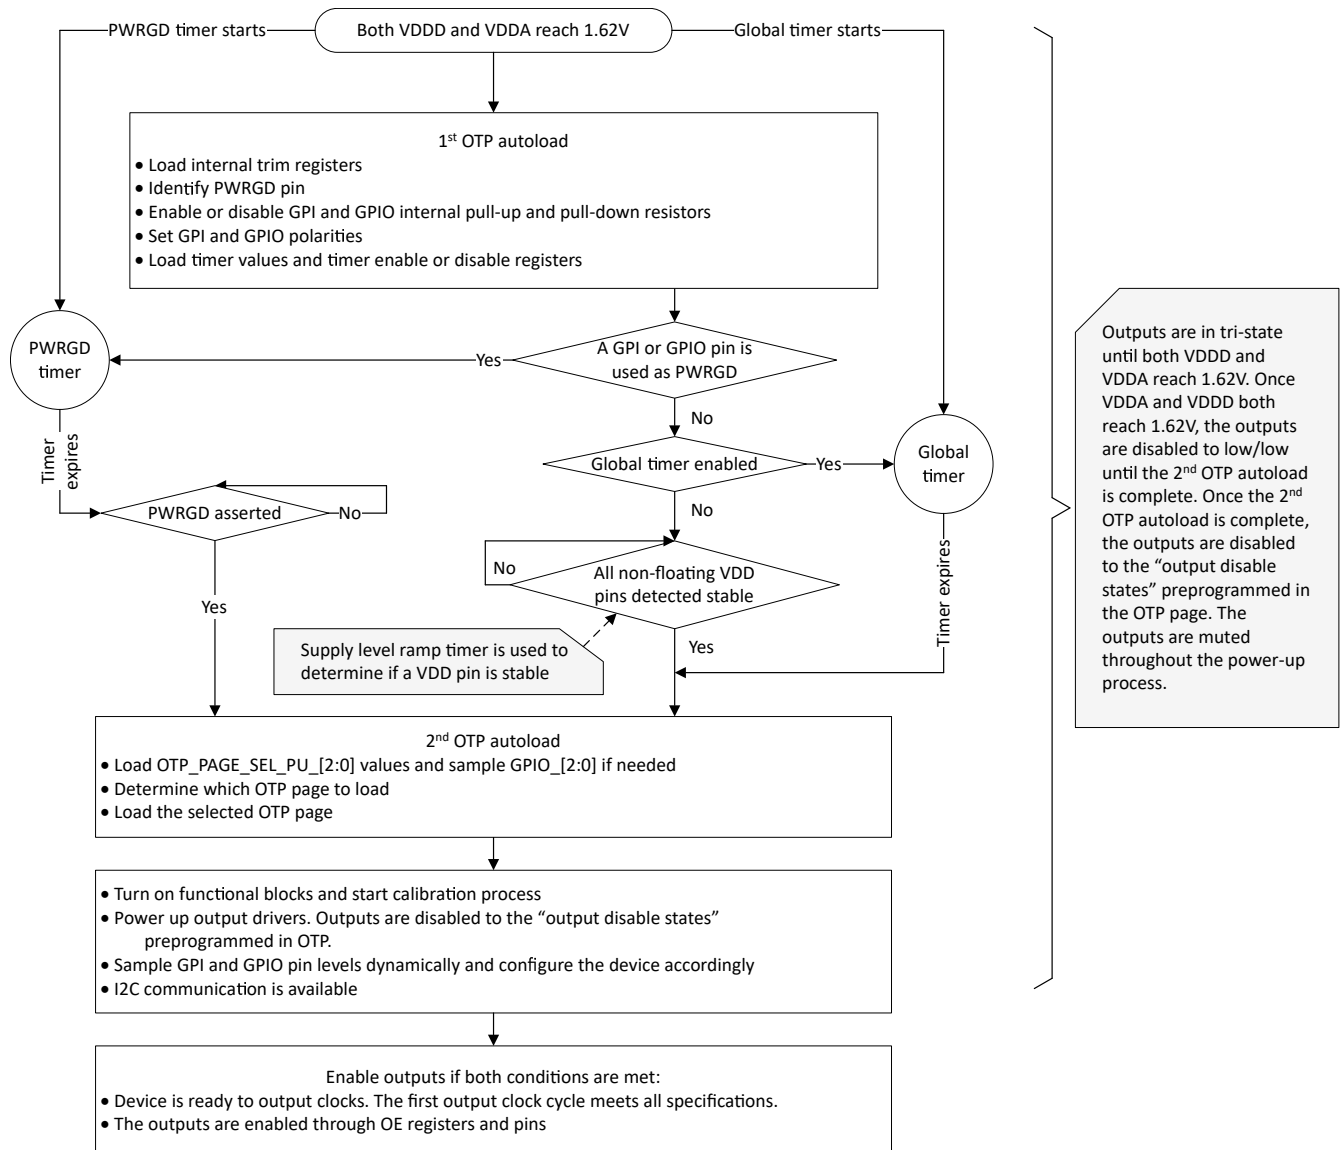 PWRGD timer starts
Both VDDD and VDDA reach 1.62V
Global timer starts
1st OTP autoload
• Load internal trim registers
• Identify PWRGD pin
• Enable or disable GPI and GPIO internal pull-up and pull-down resistors
• Set GPI and GPIO polarities
• Load timer values and timer enable or disable registers
PWRGD
timer
Yes
A GPI or GPIO pin is
used as PWRGD
No
Timer
expires
Global timer enabled
Yes
Global
timer
No
PWRGD asserted
No
Yes
No
All non-floating VDD
pins detected stable
Timer expires
Supply level ramp timer is used to
determine if a VDD pin is stable
Yes
2nd OTP autoload
• Load OTP_PAGE_SEL_PU_[2:0] values and sample GPIO_[2:0] if needed
• Determine which OTP page to load
• Load the selected OTP page
• Turn on functional blocks and start calibration process
• Power up output drivers. Outputs are disabled to the “output disable states”
preprogrammed in OTP.
• Sample GPI and GPIO pin levels dynamically and configure the device accordingly
• I2C communication is available
Enable outputs if both conditions are met:
• Device is ready to output clocks. The first output clock cycle meets all specifications.
• The outputs are enabled through OE registers and pins
Outputs are in tri-state
until both VDDD and
VDDA reach 1.62V. Once
VDDA and VDDD both
reach 1.62V, the outputs
are disabled to low/low
until the 2nd OTP autoload
is complete. Once the 2nd
OTP autoload is complete,
the outputs are disabled
to the “output disable
states” preprogrammed in
the OTP page. The
outputs are muted
throughout the power-up
process.